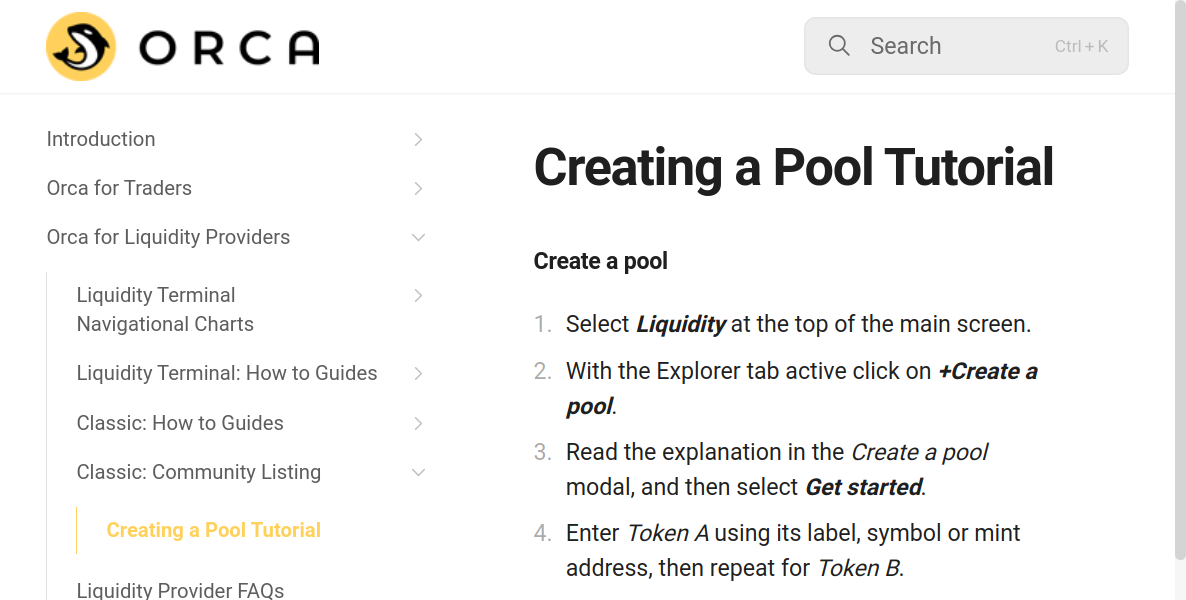 ORCA
Search
Ctrl + K
Introduction
Orca for Traders
Orca for Liquidity Providers
Liquidity Terminal
Navigational Charts
Liquidity Terminal: How to Guides
Classic: How to Guides
Classic: Community Listing
Creating a Pool Tutorial
Liquidity Provider FAQs
Creating a Pool Tutorial
Create a pool
1. Select Liquidity at the top of the main screen.
2. With the Explorer tab active click on +Create a
pool.
3. Read the explanation in the Create a pool
modal, and then select Get started.
4. Enter Token A using its label, symbol or mint
address, then repeat for Token B.